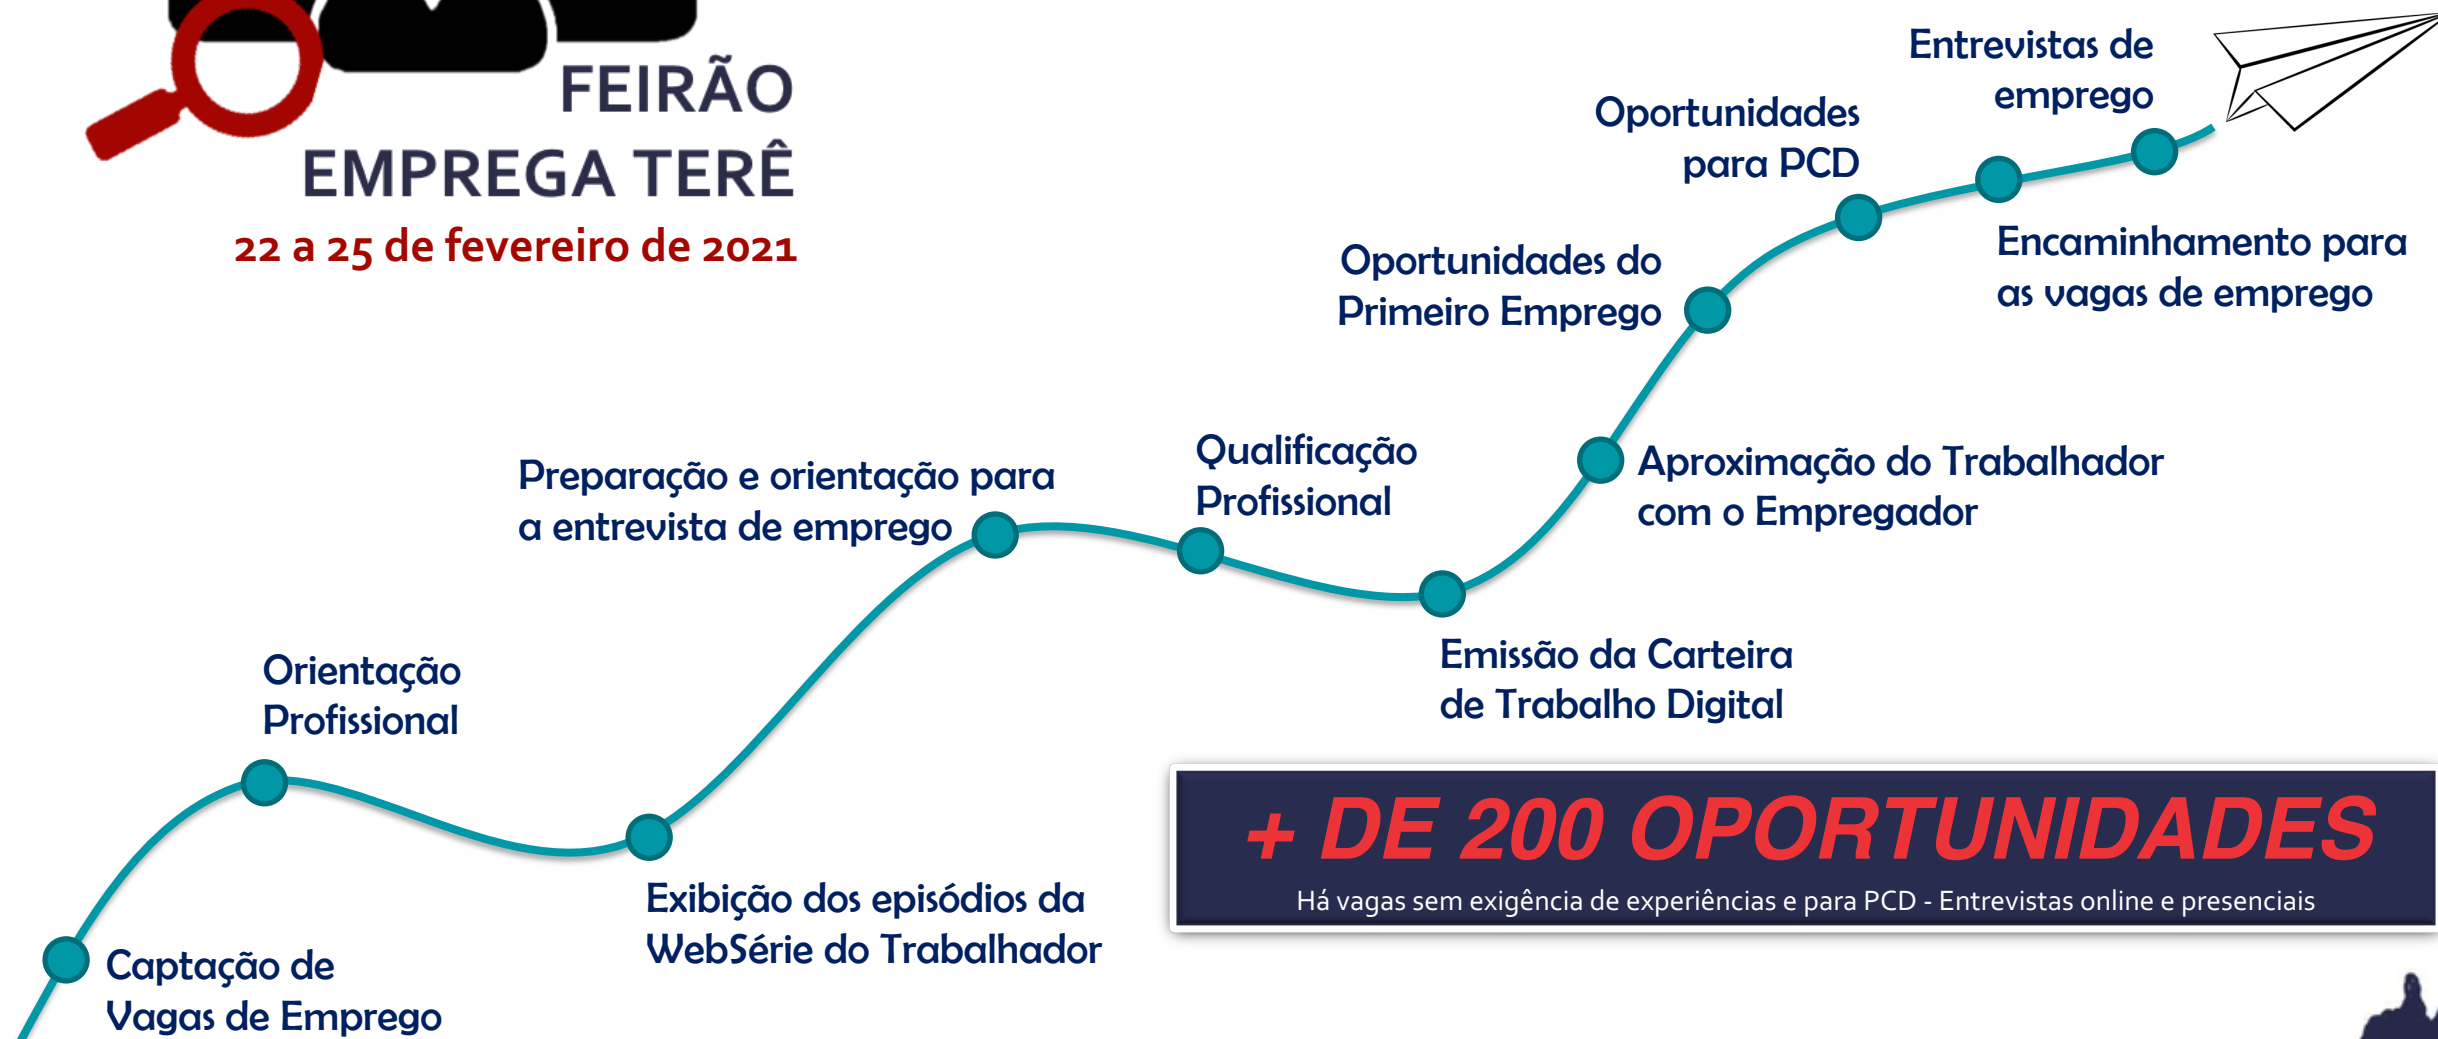 FEIRÃO
EMPREGA TERÊ
22 a 25 de fevereiro de 2021
Entrevistas de
emprego
Oportunidades
para PCD
Encaminhamento para
as vagas de emprego
Oportunidades do
Primeiro Emprego
Aproximação do Trabalhador
com o Empregador
Qualificação
Profissional
Preparação e orientação para
a entrevista de emprego
Emissão da Carteira
de Trabalho Digital
Orientação
Profissional
Exibição dos episódios da
WebSérie do Trabalhador
Captação de
Vagas de Emprego
+ DE 200 OPORTUNIDADES
Há vagas sem exigência de experiências e para PCD - Entrevistas online e presenciais